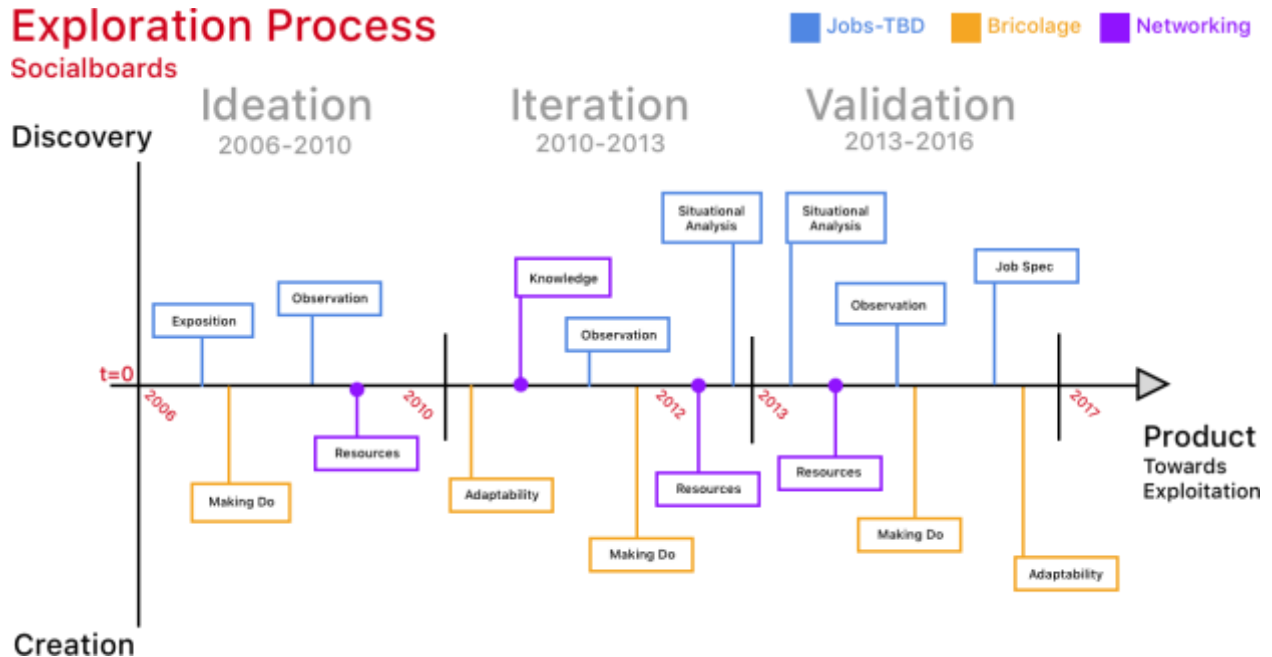 Exploration Process
Socialboards
Jobs-TBD
Bricolage
Networking
Ideation
2006-2010
Iteration
2010-2013
Validation
2013-2016
Discovery
Situational
Analysis
Situational
Analysis
Knowledge
Job Spec
Exposition
Observation
Observation
Observation
t=0
2006
2010
2012
2013
2017
Product
Towards
Exploitation
Resources
Making Do
Adaptability
Resources
Resources
Making Do
Making Do
Adaptability
Creation